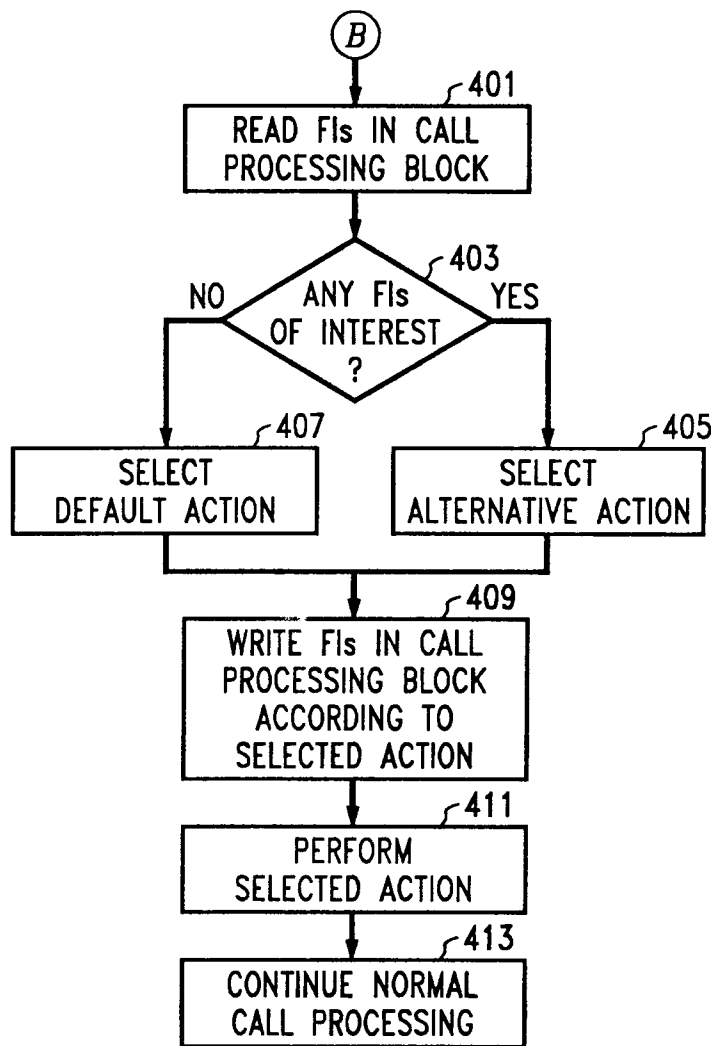 B
401
READ FIs IN CALL
PROCESSING BLOCK
403
NO
ANY FIs
YES
OF INTEREST
?
407
405
SELECT
DEFAULT ACTION
SELECT
ALTERNATIVE ACTION
409
WRITE FIs IN CALL
PROCESSING BLOCK
ACCORDING TO
SELECTED ACTION
411
PERFORM
SELECTED ACTION
413
CONTINUE NORMAL
CALL PROCESSING